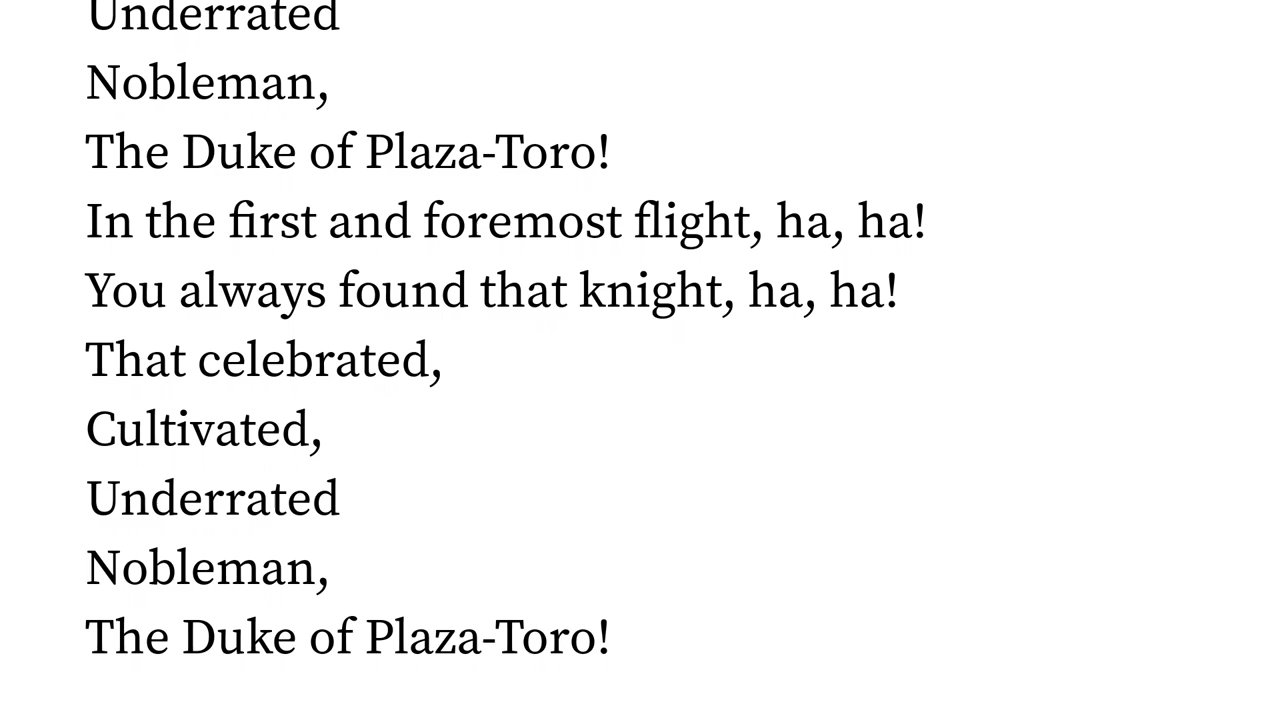 Underrated
Nobleman,
The Duke of Plaza-Toro!
In the first and foremost flight, ha, ha!
You always found that knight, ha, ha!
That celebrated,
Cultivated,
Underrated
Nobleman,
The Duke of Plaza-Toro!